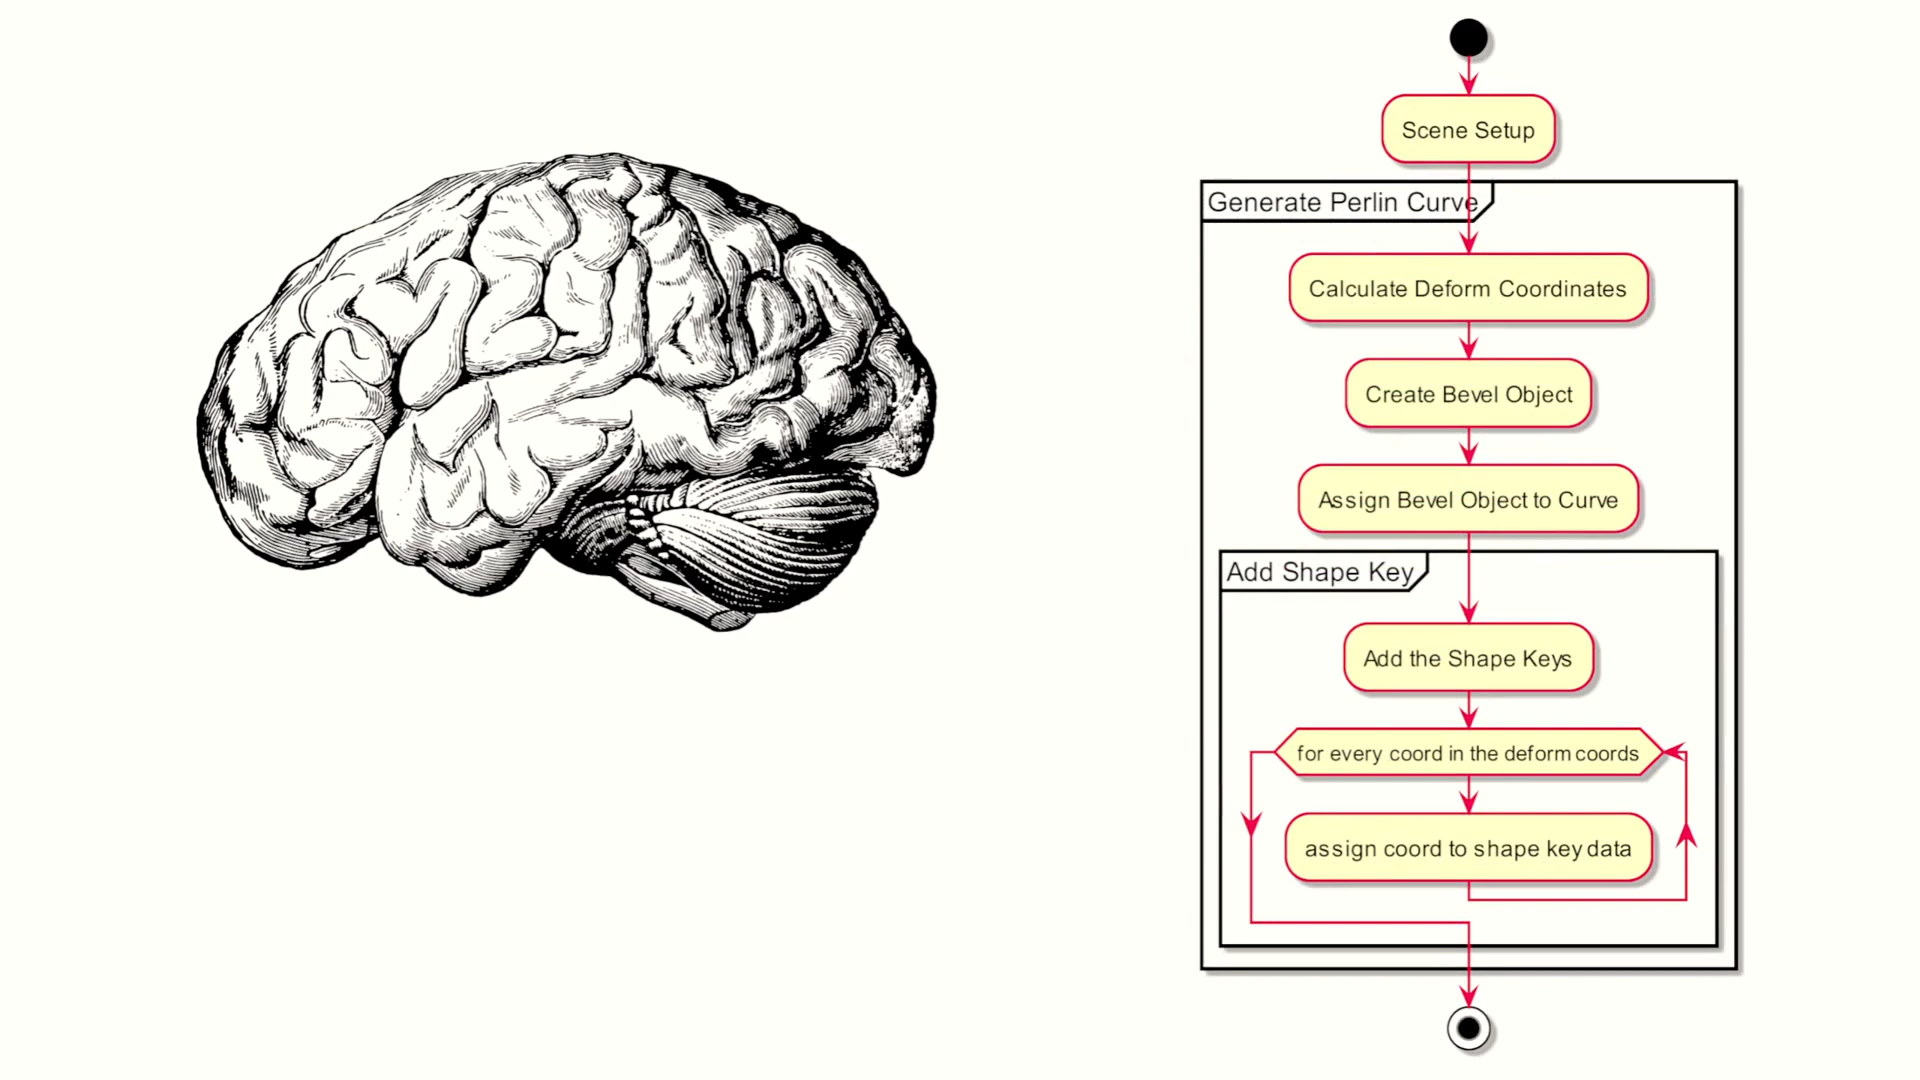 Scene Setup
Generate Perlin Curve
Calculate Deform Coordinates
Create Bevel Object
Assign Bevel Object to Curve
Add Shape Key
Add the Shape Keys
for every coord in the deform coords
assign coord to shape key data